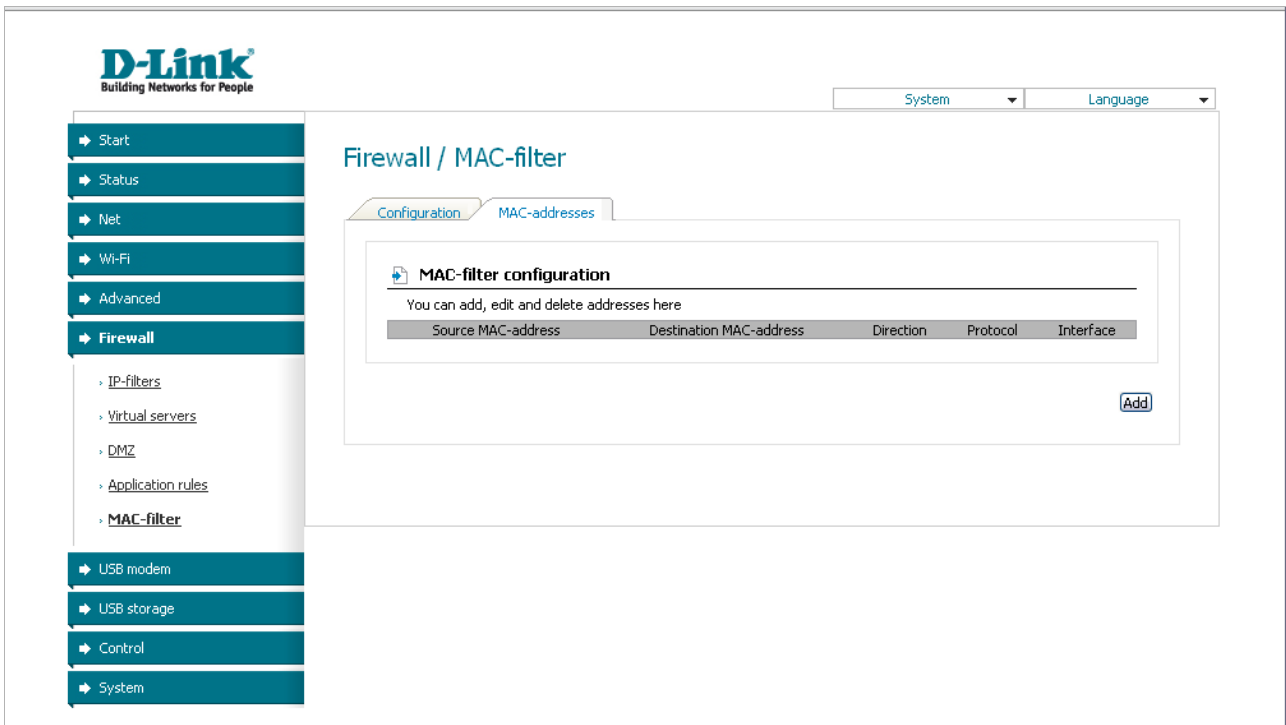 D-Link
Building Networks for People
System
Language
Start
Status
Net
Wi-Fi
Advanced
Firewall
IP-filters
Virtual servers
DMZ
Application rules
MAC-filter
USB modem
USB storage
Control
System
Firewall / MAC-filter
Configuration
MAC-addresses
MAC-filter configuration
You can add, edit and delete addresses here
Source MAC-address Destination MAC-address Direction Protocol Interface
Add